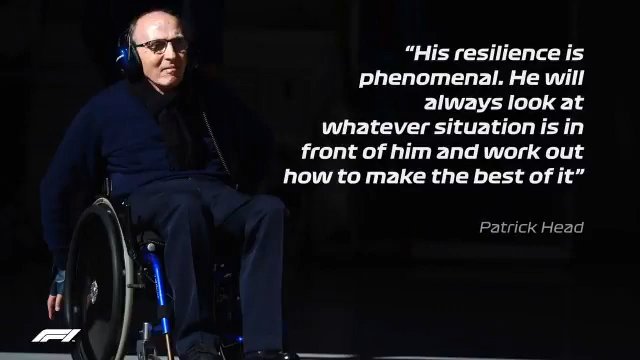 “His resilience is
phenomenal. He will
always look at
whatever situation is in
front of him and work out
how to make the best of it”
Patrick Head
F1